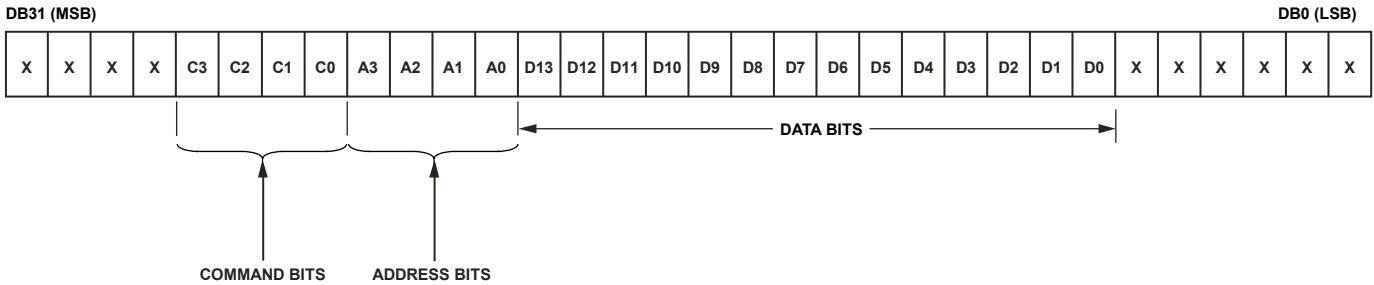 DB31 (MSB) DB0 (LSB)
X X X X C3 C2 C1 C0 A3 A2 A1 A0 D13 D12 D11 D10 D9 D8 D7 D6 D5 D4 D3 D2 D1 D0 X X X X X X
DATA BITS
COMMAND BITS ADDRESS BITS